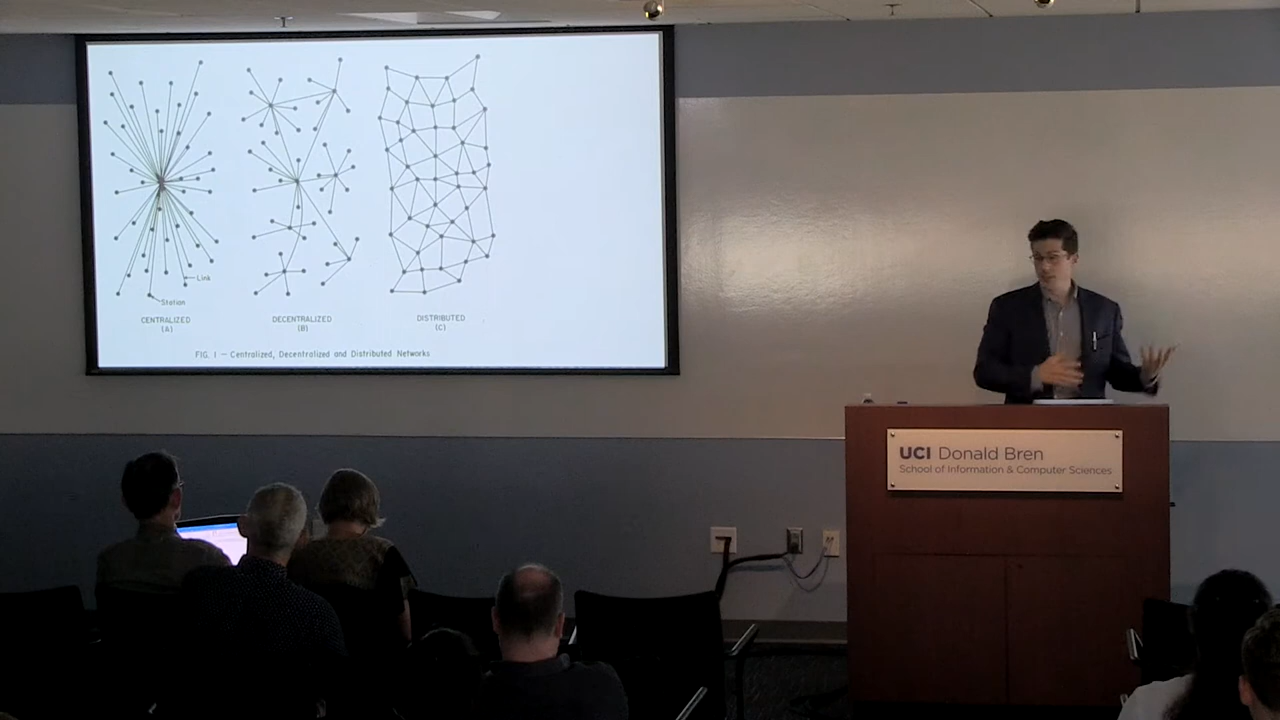 Link
Station
CENTRALIZED
(A)
DECENTRALIZED
(B)
DISTRIBUTED
(C)
FIG. 1 — Centralized, Decentralized and Distributed Networks
UCI Donald Bren
School of Information & Computer Sciences